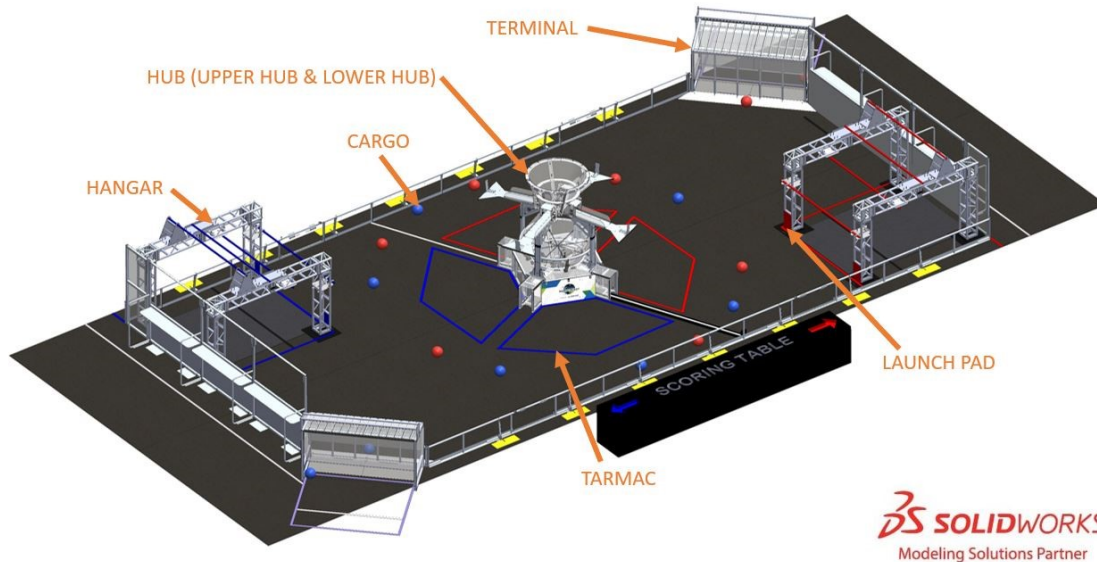 TERMINAL
HUB (UPPER HUB & LOWER HUB)
CARGO
HANGAR
LAUNCH PAD
SCORING TABLE
TARMAC
SOLIDWORKS
Modeling Solutions Partner